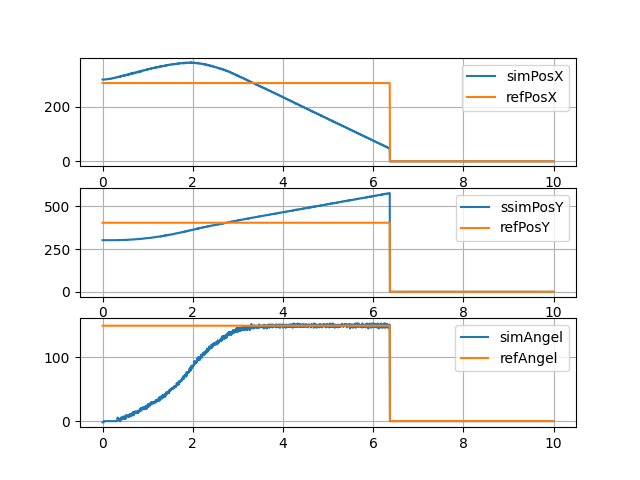 simPosX
refPosX
200
0
0 2 4 6 8 10
ssimPosY
refPosY
500
250
0
0 2 4 6 8 10
simAngel
refAngel
100
0
0 2 4 6 8 10